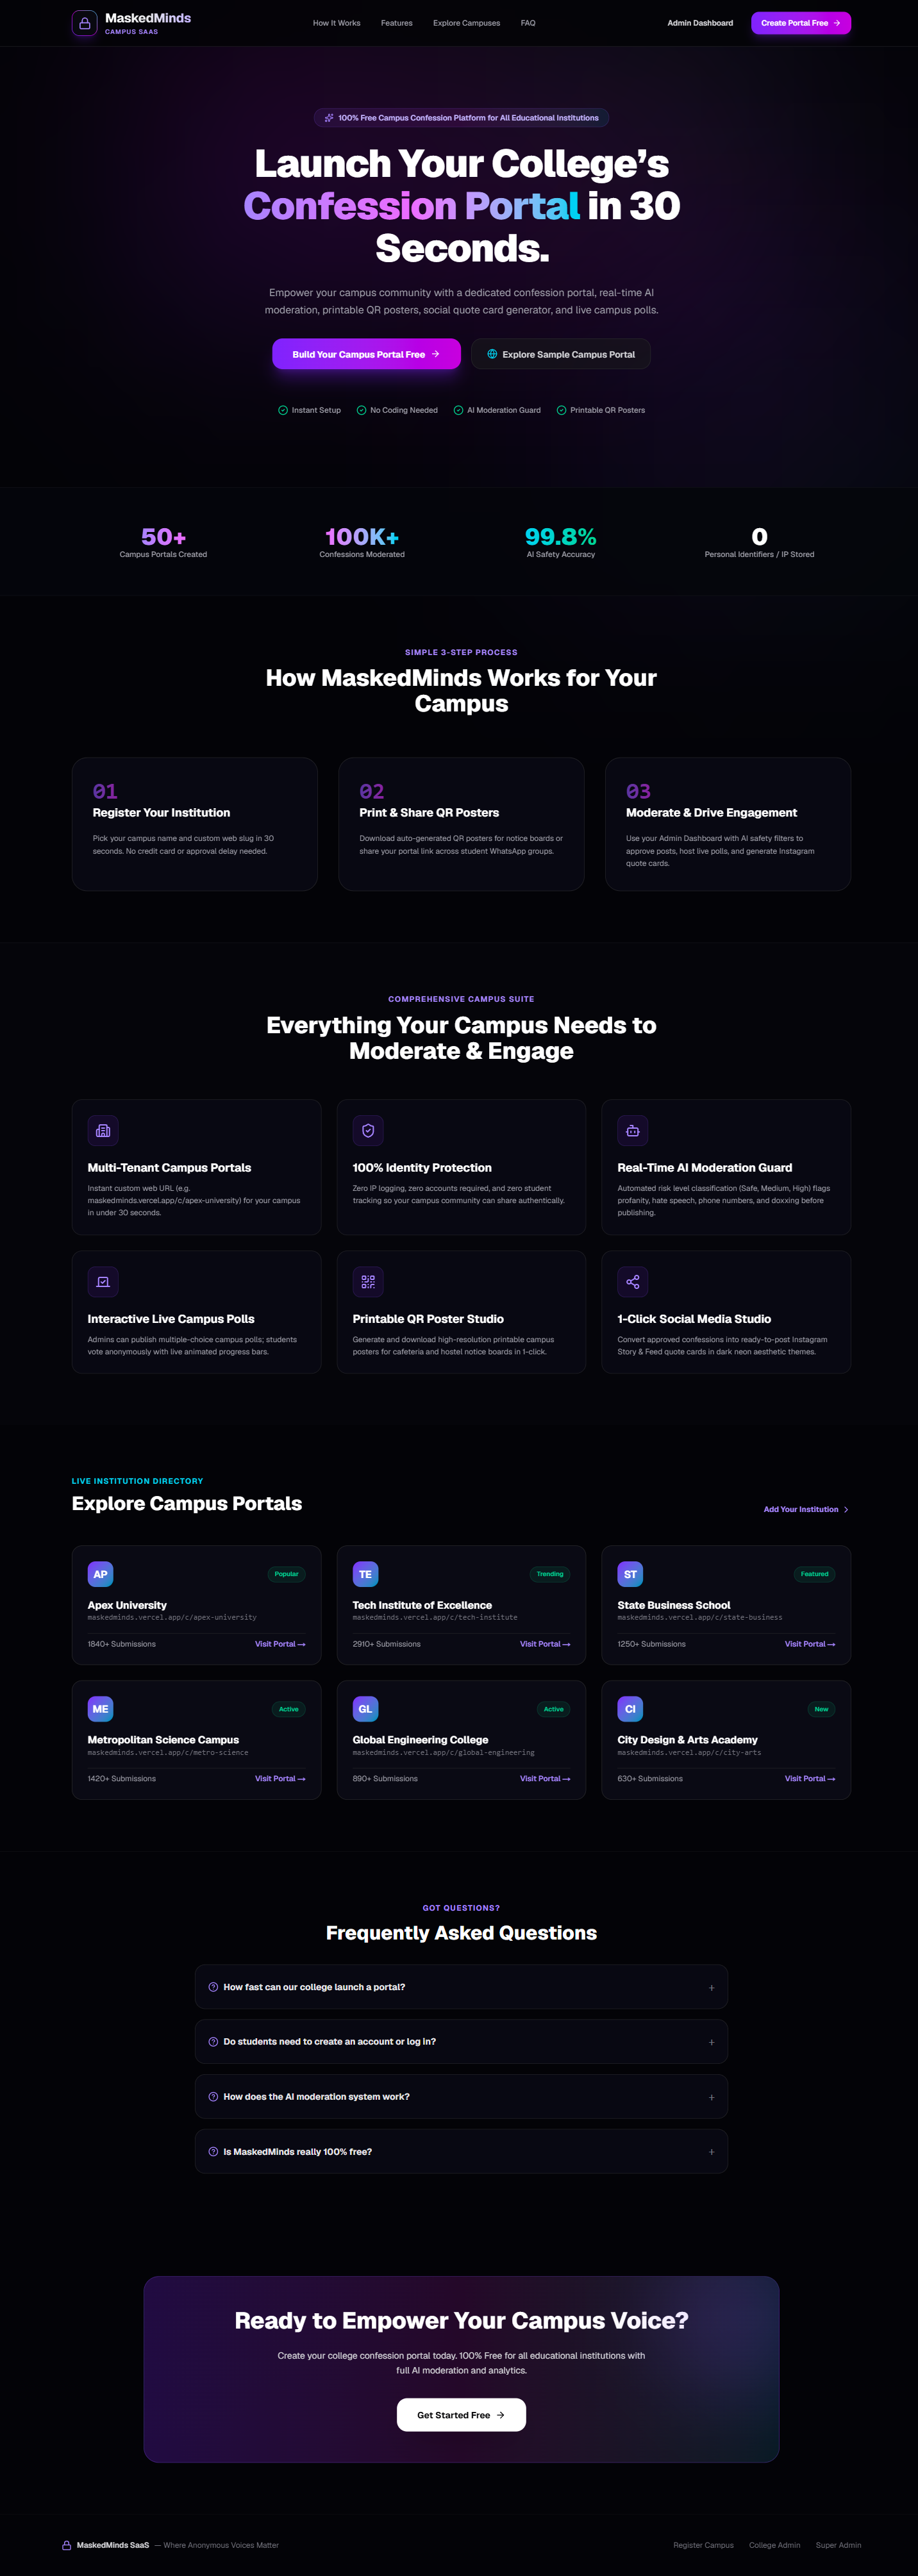 MaskedMinds
CAMPUS SAAS
How It Works
Features
Explore Campuses
FAQ
Admin Dashboard
Create Portal Free →
100% Free Campus Confession Platform for All Educational Institutions
Launch Your College’s
Confession Portal in 30
Seconds.
Empower your campus community with a dedicated confession portal, real-time AI
moderation, printable QR posters, social quote card generator, and live campus polls.
Build Your Campus Portal Free →
Explore Sample Campus Portal
Instant Setup
No Coding Needed
AI Moderation Guard
Printable QR Posters
50+
Campus Portals Created
100K+
Confessions Moderated
99.8%
AI Safety Accuracy
0
Personal Identifiers / IP Stored
SIMPLE 3-STEP PROCESS
How MaskedMinds Works for Your
Campus
01
Register Your Institution
Pick your campus name and custom web slug in 30
seconds. No credit card or approval delay needed.
02
Print & Share QR Posters
Download auto-generated QR posters for notice boards or
share your portal link across student WhatsApp groups.
03
Moderate & Drive Engagement
Use your Admin Dashboard with AI safety filters to
approve posts, host live polls, and generate Instagram
quote cards.
COMPREHENSIVE CAMPUS SUITE
Everything Your Campus Needs to
Moderate & Engage
Multi-Tenant Campus Portals
Instant custom web URL (e.g.
maskedminds.vercel.app/c/apex-university) for your campus
in under 30 seconds.
100% Identity Protection
Zero IP logging, zero accounts required, and zero student
tracking so your campus community can share authentically.
Real-Time AI Moderation Guard
Automated risk level classification (Safe, Medium, High) flags
profanity, hate speech, phone numbers, and doxxing before
publishing.
Interactive Live Campus Polls
Admins can publish multiple-choice campus polls; students
vote anonymously with live animated progress bars.
Printable QR Poster Studio
Generate and download high-resolution printable campus
posters for cafeteria and hostel notice boards in 1-click.
1-Click Social Media Studio
Convert approved confessions into ready-to-post Instagram
Story & Feed quote cards in dark neon aesthetic themes.
LIVE INSTITUTION DIRECTORY
Explore Campus Portals
Add Your Institution >
AP
Popular
Apex University
maskedminds.vercel.app/c/apex-university
1840+ Submissions
Visit Portal →
TE
Trending
Tech Institute of Excellence
maskedminds.vercel.app/c/tech-institute
2910+ Submissions
Visit Portal →
ST
Featured
State Business School
maskedminds.vercel.app/c/state-business
1250+ Submissions
Visit Portal →
ME
Active
Metropolitan Science Campus
maskedminds.vercel.app/c/metro-science
1420+ Submissions
Visit Portal →
GL
Active
Global Engineering College
maskedminds.vercel.app/c/global-engineering
890+ Submissions
Visit Portal →
CI
New
City Design & Arts Academy
maskedminds.vercel.app/c/city-arts
630+ Submissions
Visit Portal →
GOT QUESTIONS?
Frequently Asked Questions
How fast can our college launch a portal? +
Do students need to create an account or log in? +
How does the AI moderation system work? +
Is MaskedMinds really 100% free? +
Ready to Empower Your Campus Voice?
Create your college confession portal today. 100% Free for all educational institutions with
full AI moderation and analytics.
Get Started Free →
MaskedMinds SaaS — Where Anonymous Voices Matter
Register Campus
College Admin
Super Admin